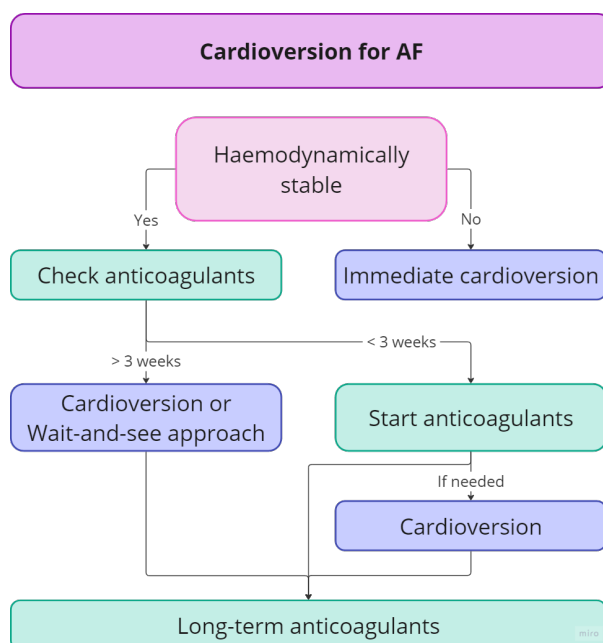 Cardioversion for AF
Haemodynamically
stable
Yes
No
Check anticoagulants
Immediate cardioversion
< 3 weeks
> 3 weeks
Cardioversion or
Wait-and-see approach
Start anticoagulants
If needed
Cardioversion
Long-term anticoagulants
miro